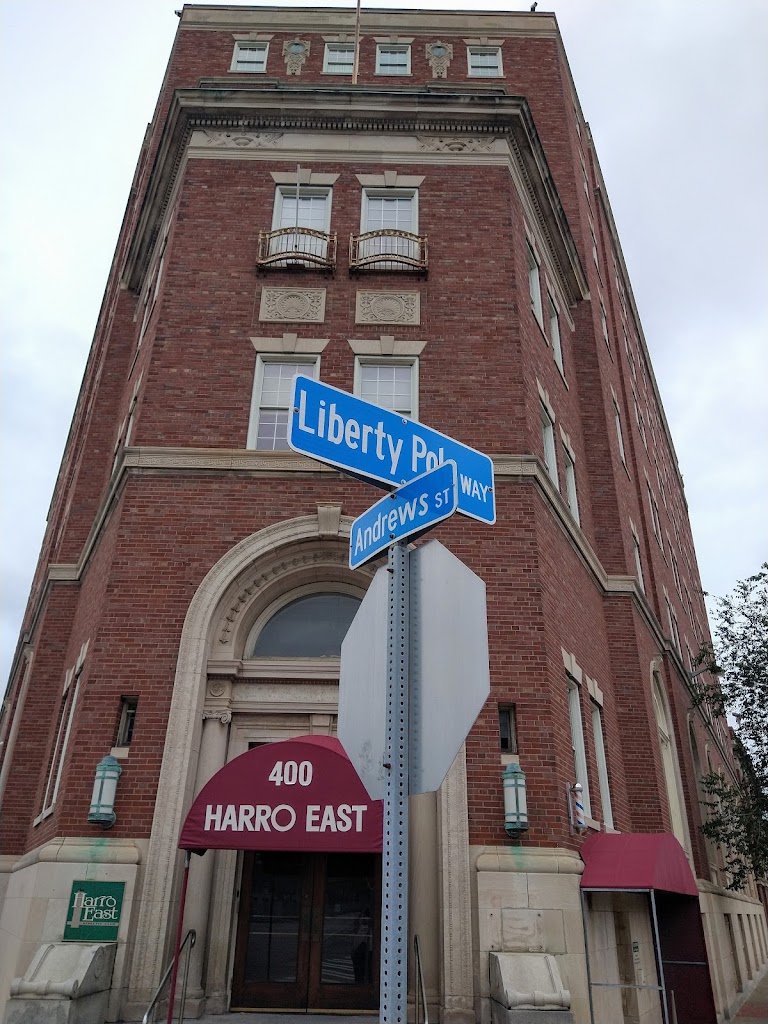 Liberty Pol WAY
Andrews ST
400
HARRO EAST
Harro
East